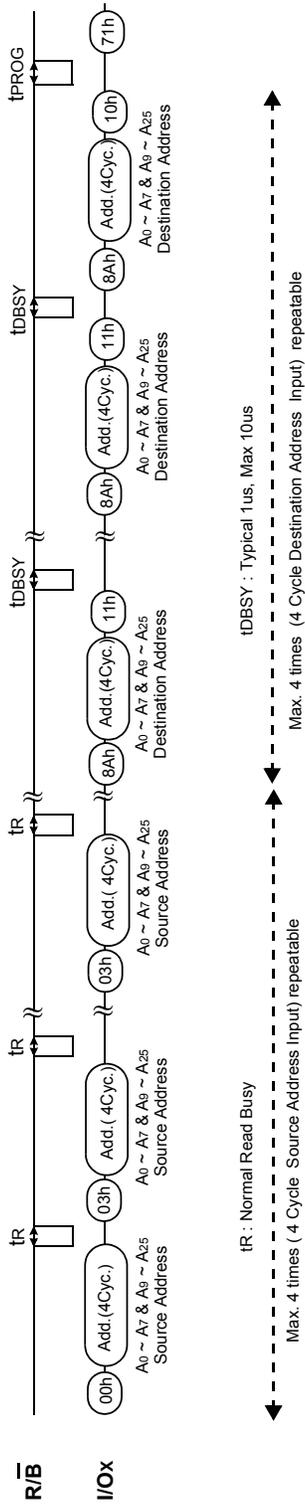 tR tR tR tDBSY tDBSY tPROG
R/B
I/Ox
00h Add.(4Cyc.) 03h Add.( 4Cyc.) 03h Add.( 4Cyc.) 8Ah Add.(4Cyc.) 11h 8Ah Add.(4Cyc.) 11h 8Ah Add.(4Cyc.) 10h 71h
A0 ~ A7 & A9 ~ A25
Source Address
A0 ~ A7 & A9 ~ A25
Source Address
A0 ~ A7 & A9 ~ A25
Source Address
A0 ~ A7 & A9 ~ A25
Destination Address
A0 ~ A7 & A9 ~ A25
Destination Address
A0 ~ A7 & A9 ~ A25
Destination Address
tR : Normal Read Busy
tDBSY : Typical 1us, Max 10us
Max. 4 times ( 4 Cycle Source Address Input) repeatable
Max. 4 times (4 Cycle Destination Address Input) repeatable